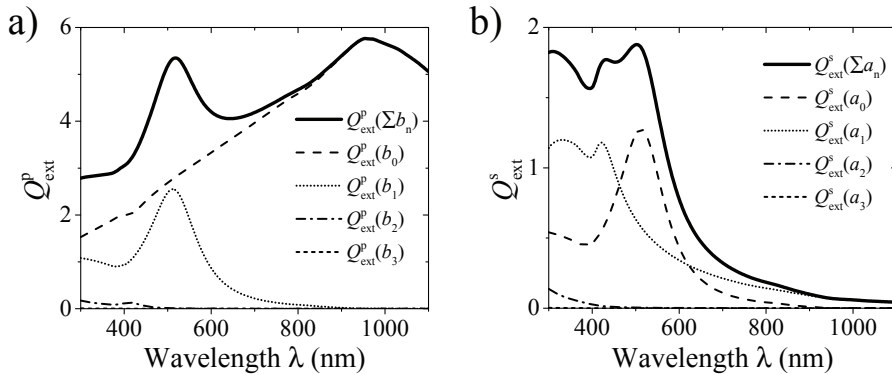 a)
6
4
2
0
Q^p_ext
Q^p_ext(Σb_n)
Q^p_ext(b_0)
Q^p_ext(b_1)
Q^p_ext(b_2)
Q^p_ext(b_3)
400 600 800 1000
Wavelength λ (nm)
b)
2
1
0
Q^s_ext
Q^s_ext(Σa_n)
Q^s_ext(a_0)
Q^s_ext(a_1)
Q^s_ext(a_2)
Q^s_ext(a_3)
400 600 800 1000
Wavelength λ (nm)